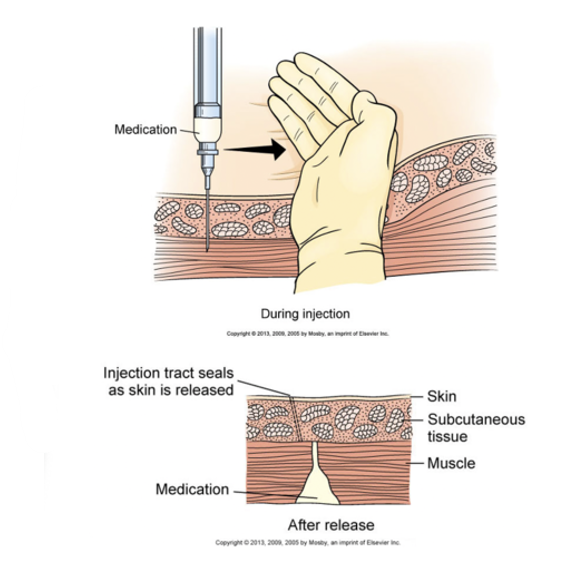 Medication
During injection
Copyright © 2013, 2009, 2005 by Mosby, an imprint of Elsevier Inc.
Injection tract seals
as skin is released
Skin
Subcutaneous
tissue
Muscle
Medication
After release
Copyright © 2013, 2009, 2005 by Mosby, an imprint of Elsevier Inc.